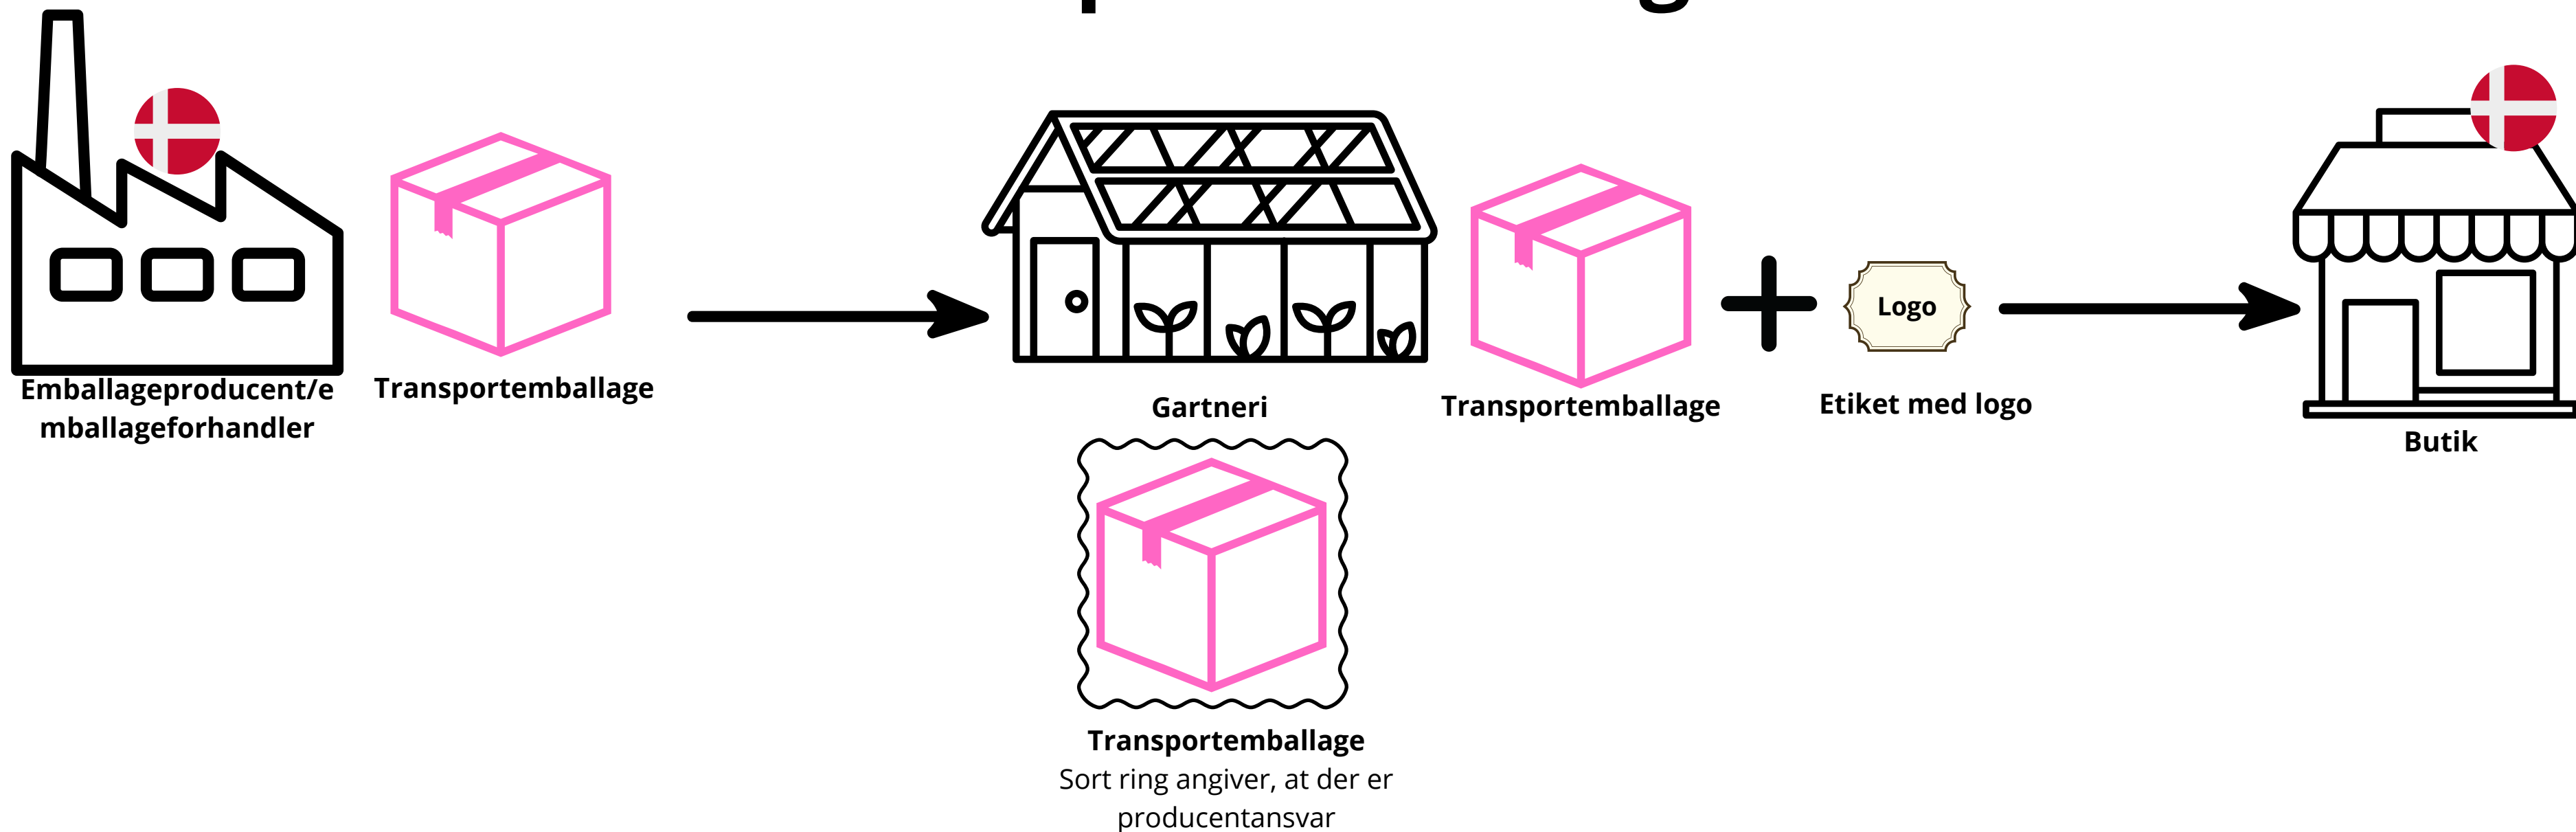 Emballageproducent/e
mballageforhandler
Transportemballage
Gartneri
Transportemballage
Logo
Etiket med logo
Butik
Transportemballage
Sort ring angiver, at der er
producentansvar